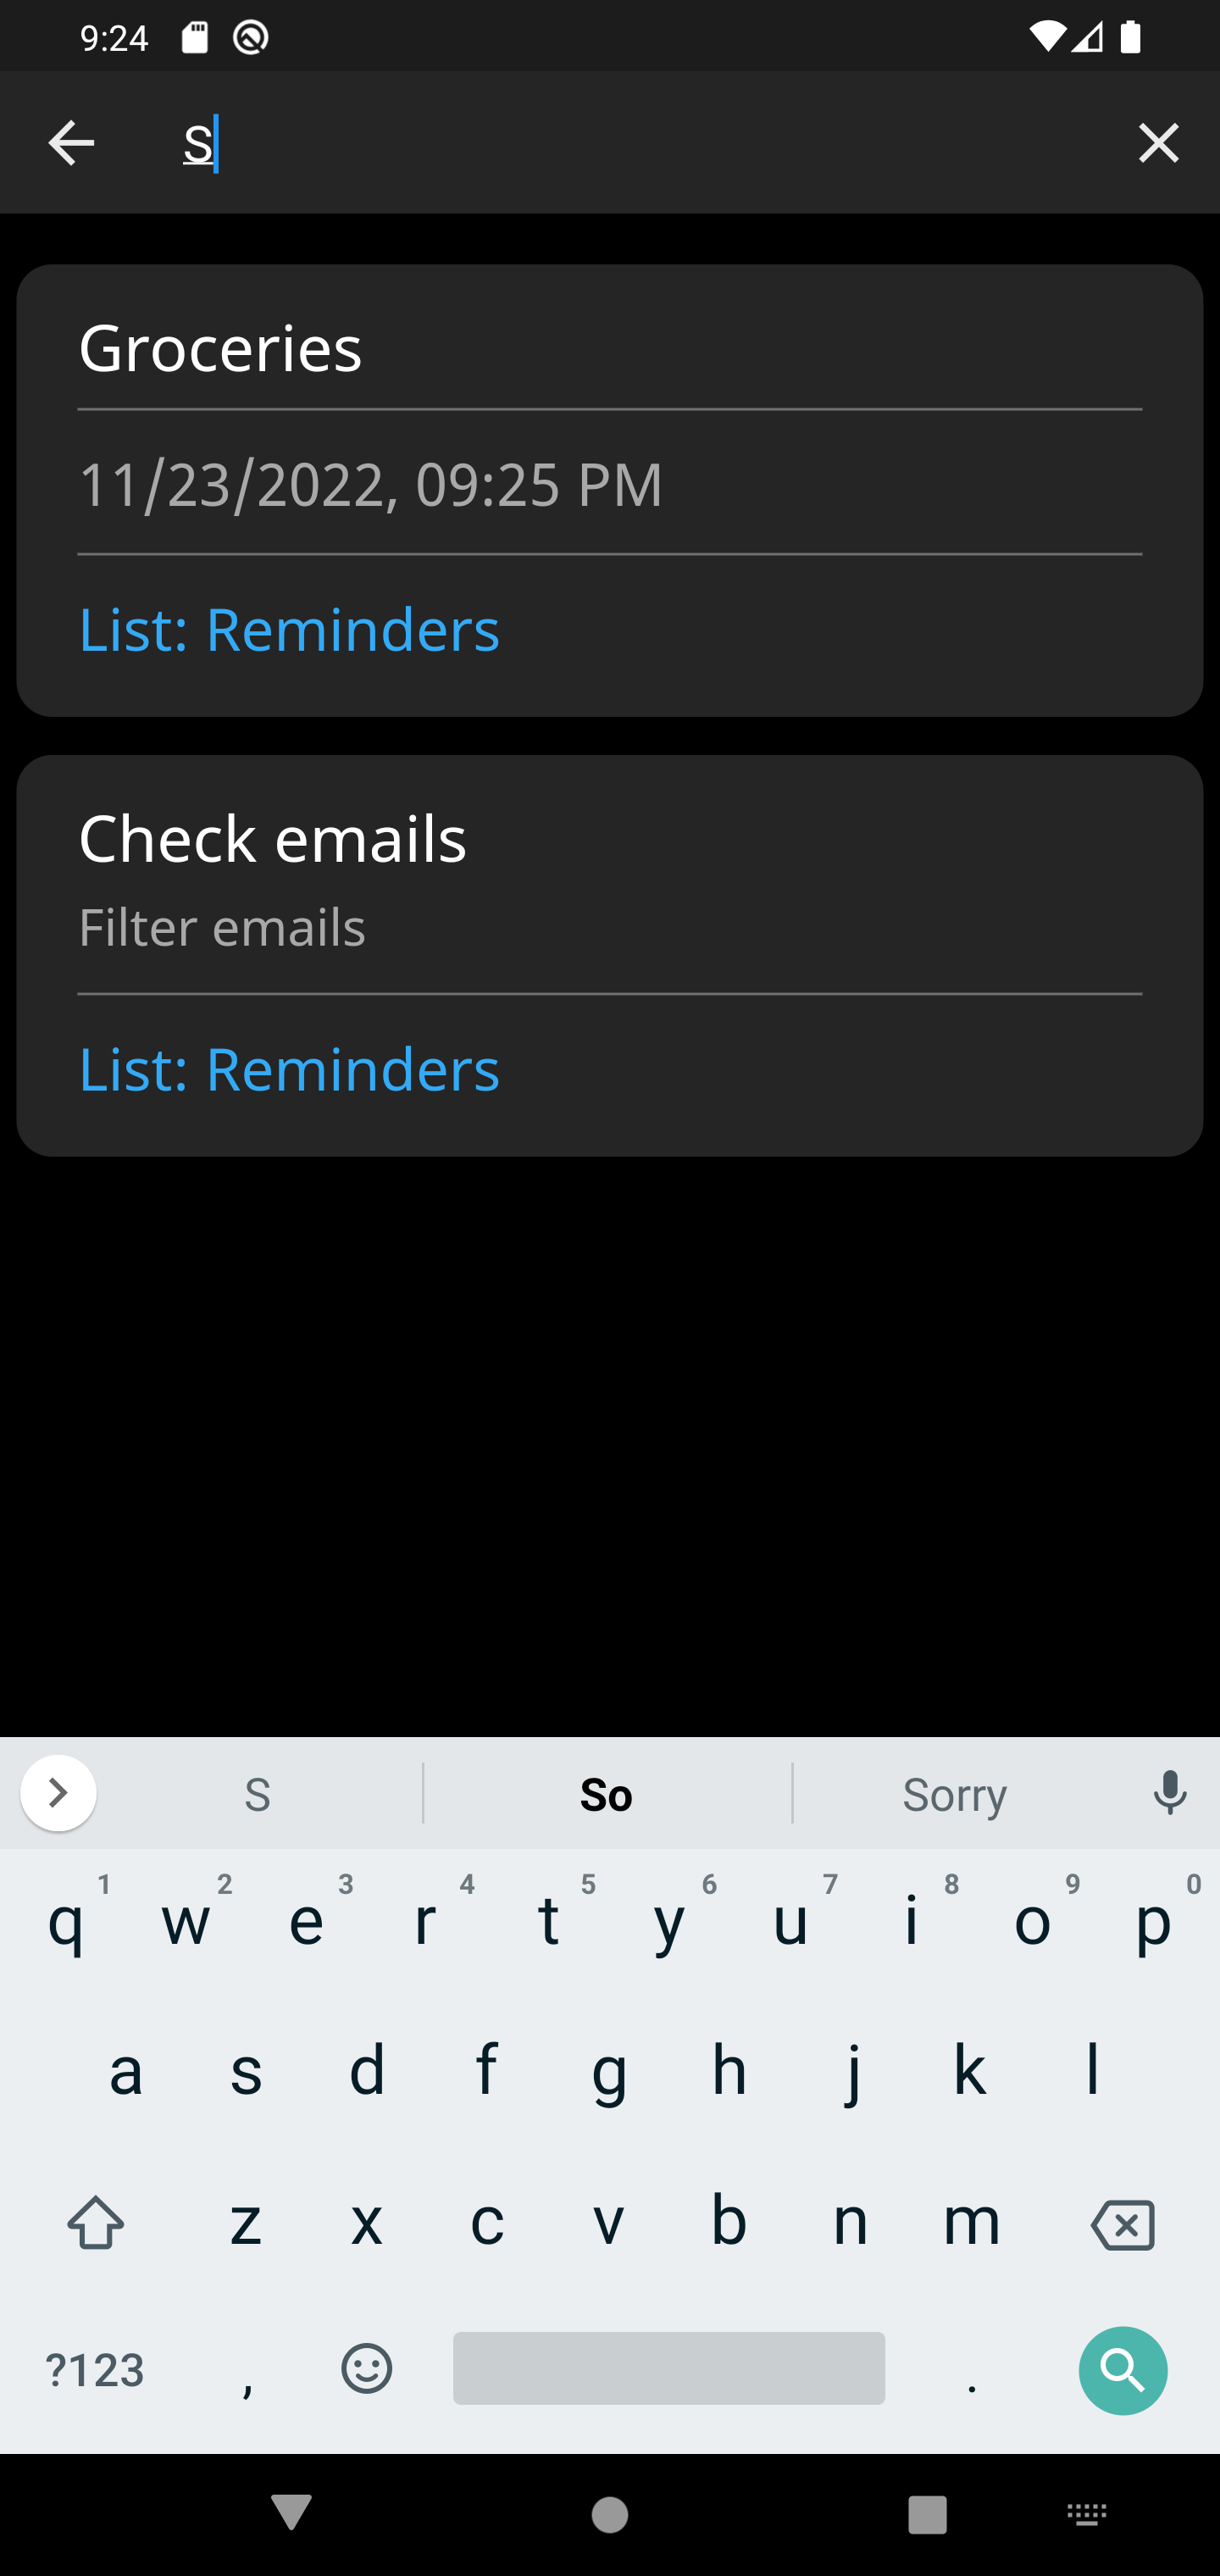 9:24
S
Groceries
11/23/2022, 09:25 PM
List: Reminders
Check emails
Filter emails
List: Reminders
S So Sorry
1 2 3 4 5 6 7 8 9 0
q w e r t y u i o p
a s d f g h j k l
z x c v b n m
?123 , .